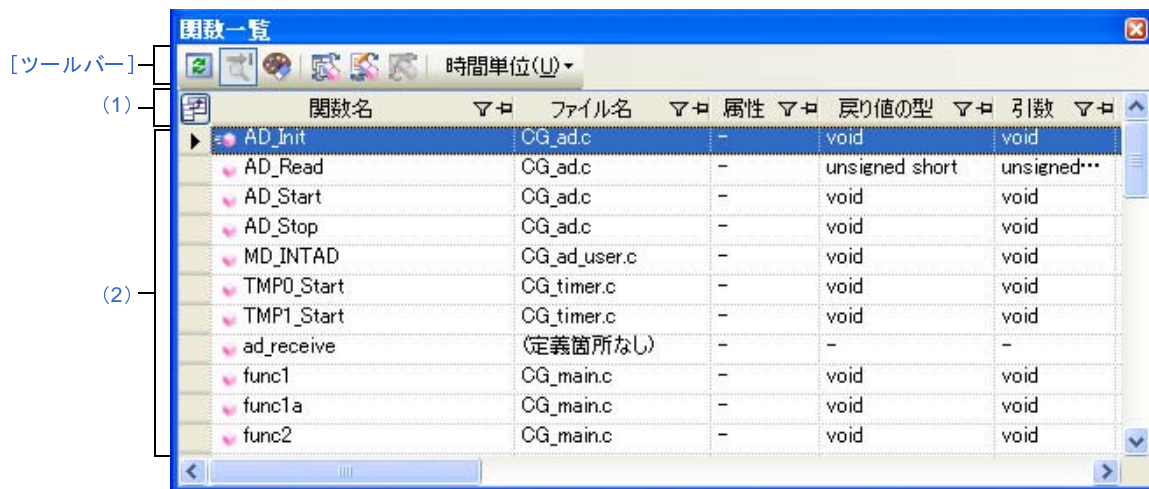 関数一覧
[ツールバー]
時間単位(U)
(1)
関数名 ファイル名 属性 戻り値の型 引数
(2)
AD_Init CG_ad.c - void void
AD_Read CG_ad.c - unsigned short unsigned…
AD_Start CG_ad.c - void void
AD_Stop CG_ad.c - void void
MD_INTAD CG_ad_user.c - void void
TMP0_Start CG_timer.c - void void
TMP1_Start CG_timer.c - void void
ad_receive (定義箇所なし) - - -
func1 CG_main.c - void void
func1a CG_main.c - void void
func2 CG_main.c - void void